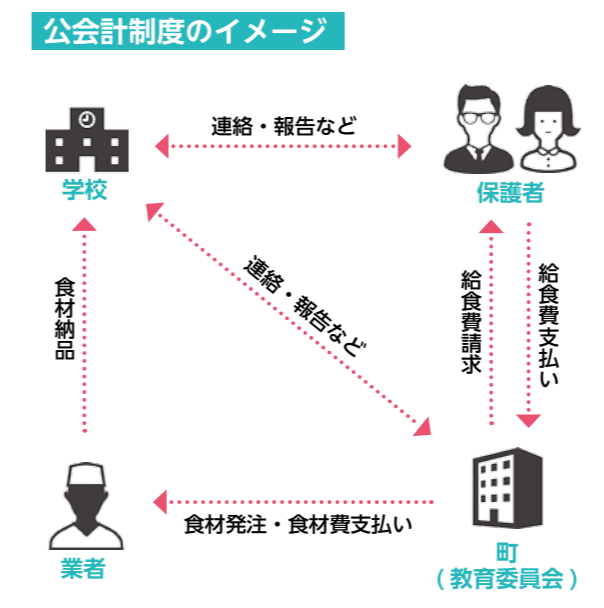 公会計制度のイメージ
連絡・報告など
学校
保護者
食材納品
連絡・報告など
給食費請求
給食費支払い
食材発注・食材費支払い
業者
町
(教育委員会)